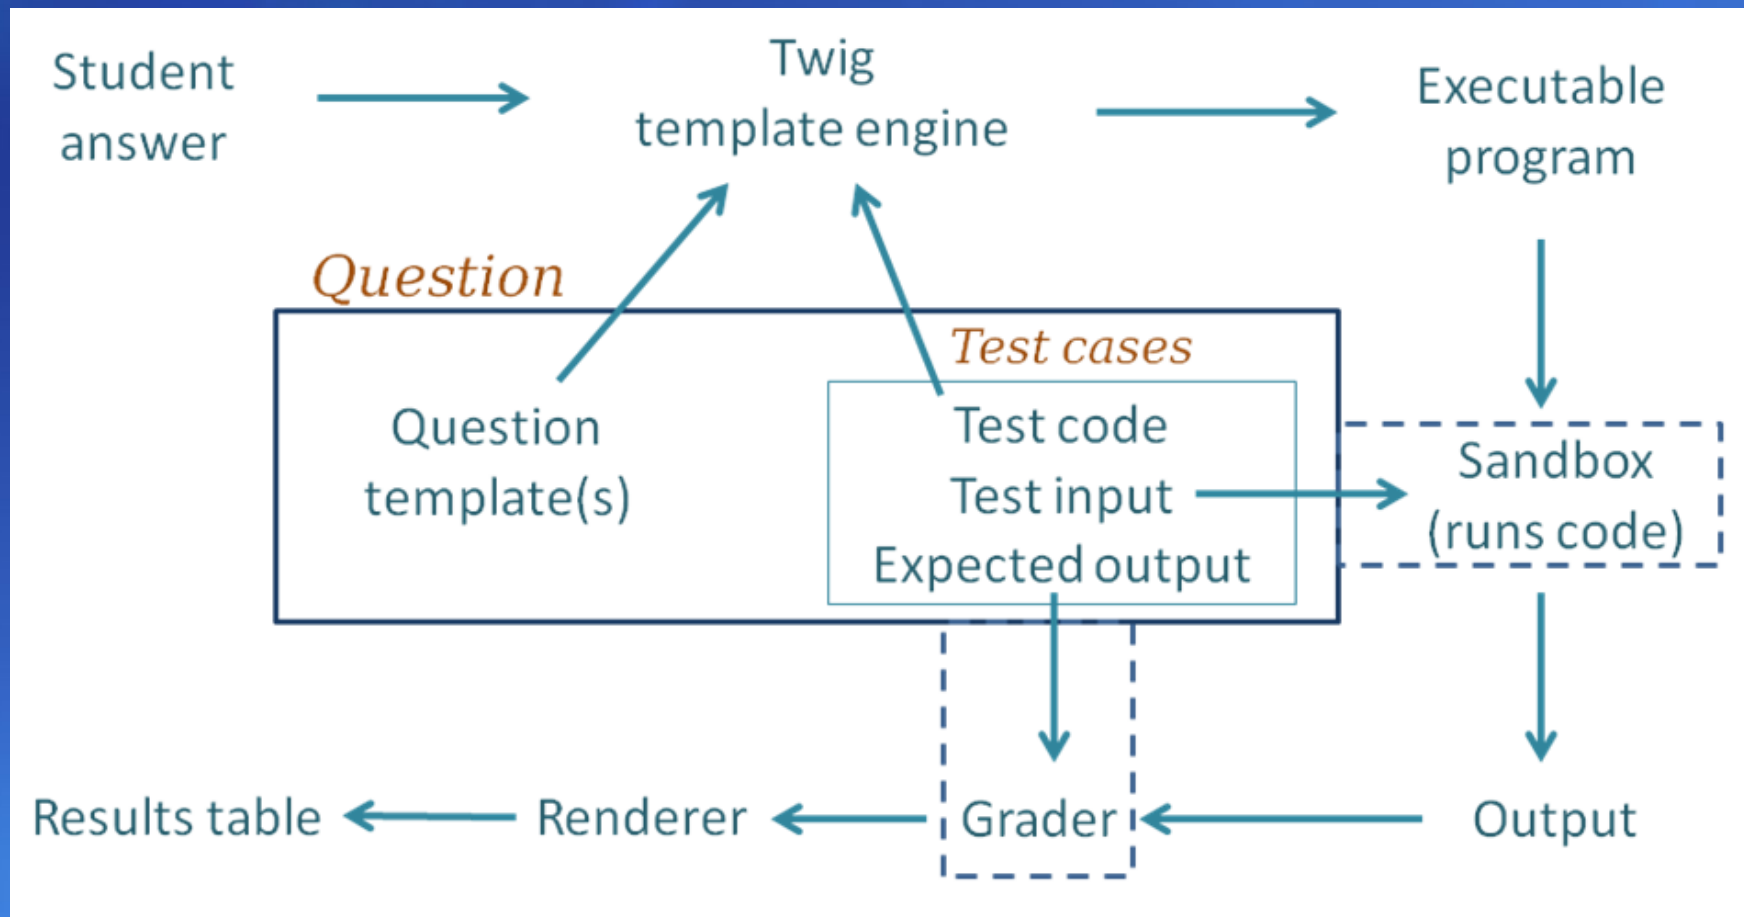 Student
answer
Twig
template engine
Executable
program
Question
Test cases
Question
template(s)
Test code
Test input
Expected output
Sandbox
(runs code)
Results table
Renderer
Grader
Output